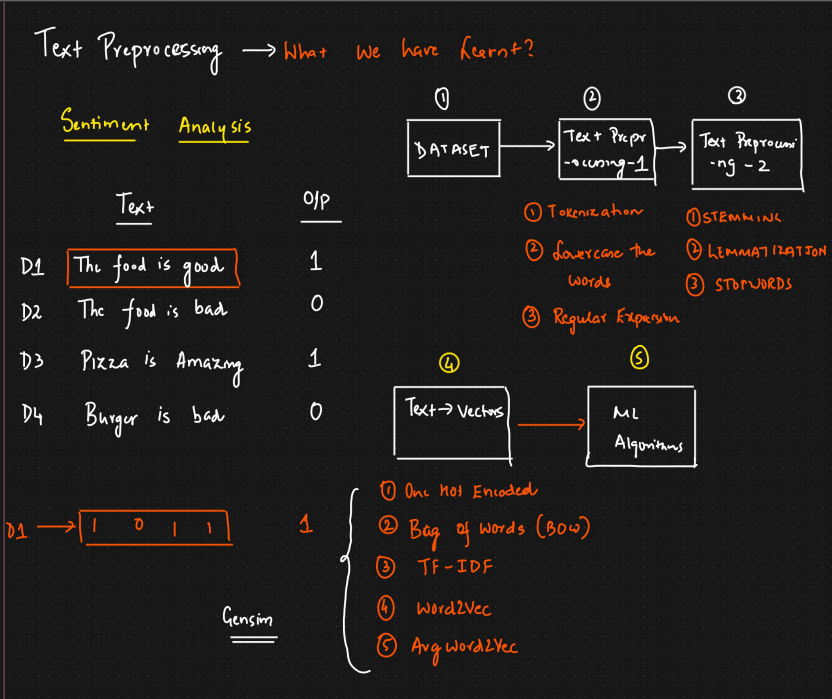 Text Preprocessing → What We have Learnt?
Sentiment Analysis
Text O/P
D1 The food is good 1
D2 The food is bad 0
D3 Pizza is Amazing 1
D4 Burger is bad 0
D1 → 1 0 1 1 1
Gensim
① ② ③
DATASET → Text Prepr → Text Preprocessi
-ocessing-1 -ng - 2
① Tokenization
② Lowercase the
words
③ Regular Expression
① STEMMING
② LEMMATIZATION
③ STOPWORDS
④ ⑤
Text → Vectors → ML
Algorithms
① One Hot Encoded
② Bag of words (BOW)
③ TF-IDF
④ Word2Vec
⑤ AvgWord2Vec